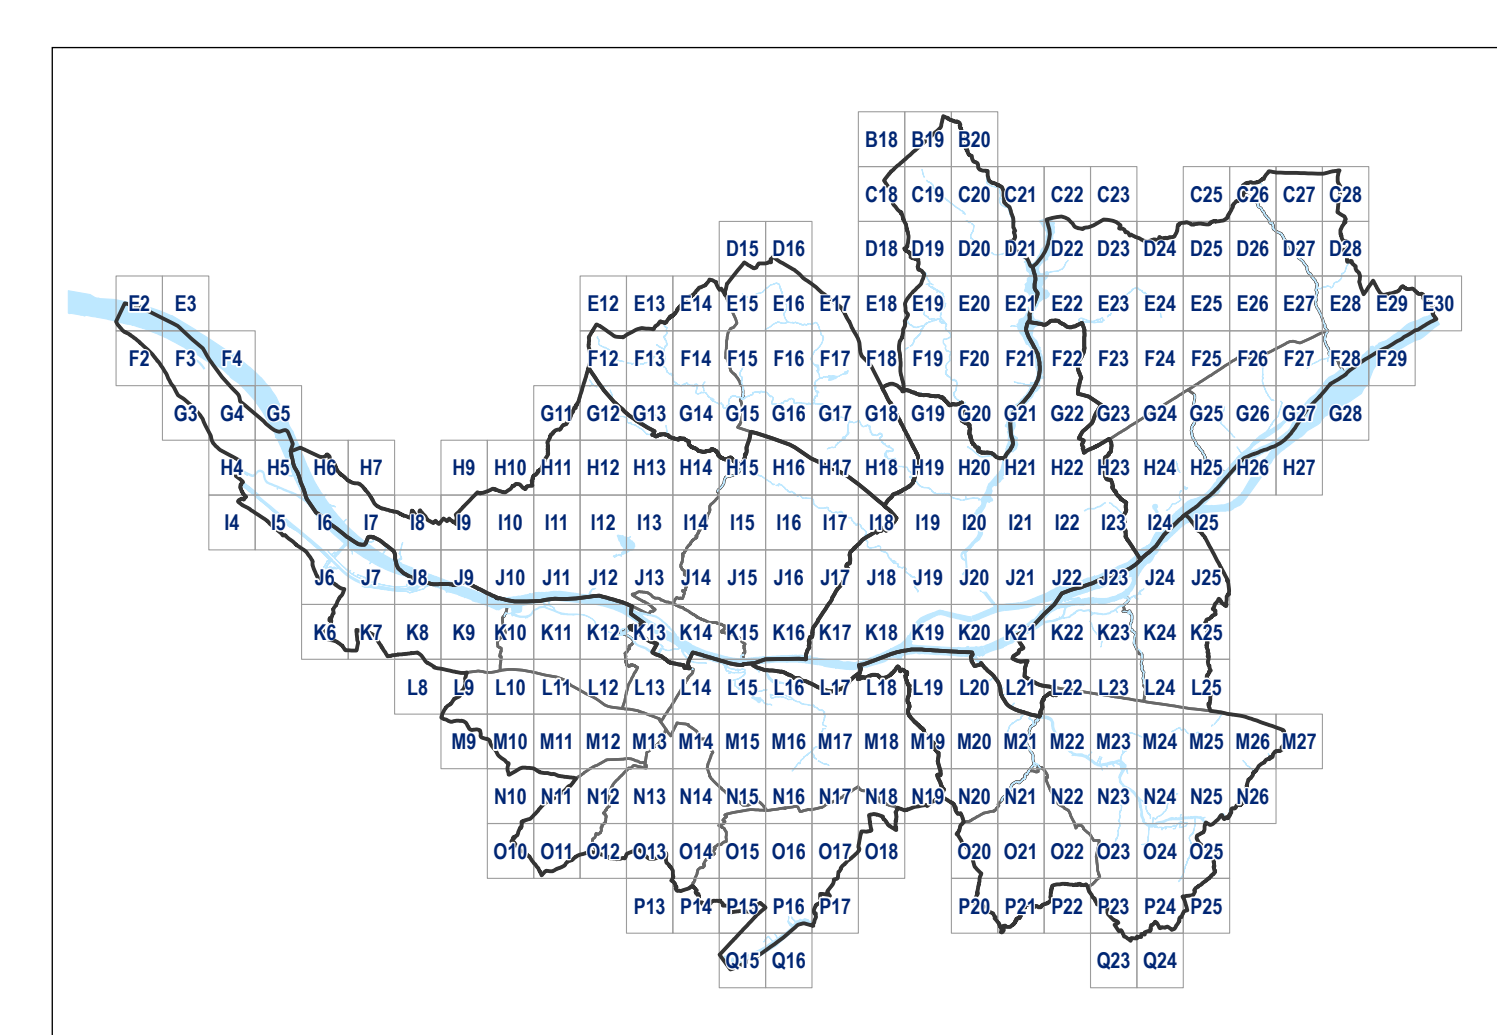 B18 B19 B20
C18 C19 C20 C21 C22 C23 C25 C26 C27 C28
D15 D16 D18 D19 D20 D21 D22 D23 D24 D25 D26 D27 D28
E2 E3 E12 E13 E14 E15 E16 E17 E18 E19 E20 E21 E22 E23 E24 E25 E26 E27 E28 E29 E30
F2 F3 F4 F12 F13 F14 F15 F16 F17 F18 F19 F20 F21 F22 F23 F24 F25 F26 F27 F28 F29
G3 G4 G5 G11 G12 G13 G14 G15 G16 G17 G18 G19 G20 G21 G22 G23 G24 G25 G26 G27 G28
H4 H5 H6 H7 H9 H10 H11 H12 H13 H14 H15 H16 H17 H18 H19 H20 H21 H22 H23 H24 H25 H26 H27
I4 I5 I6 I7 I8 I9 I10 I11 I12 I13 I14 I15 I16 I17 I18 I19 I20 I21 I22 I23 I24 I25
J6 J7 J8 J9 J10 J11 J12 J13 J14 J15 J16 J17 J18 J19 J20 J21 J22 J23 J24 J25
K6 K7 K8 K9 K10 K11 K12 K13 K14 K15 K16 K17 K18 K19 K20 K21 K22 K23 K24 K25
L8 L9 L10 L11 L12 L13 L14 L15 L16 L17 L18 L19 L20 L21 L22 L23 L24 L25
M9 M10 M11 M12 M13 M14 M15 M16 M17 M18 M19 M20 M21 M22 M23 M24 M25 M26 M27
N10 N11 N12 N13 N14 N15 N16 N17 N18 N19 N20 N21 N22 N23 N24 N25 N26
O10 O11 O12 O13 O14 O15 O16 O17 O18 O20 O21 O22 O23 O24 O25
P13 P14 P15 P16 P17 P20 P21 P22 P23 P24 P25
Q15 Q16 Q23 Q24